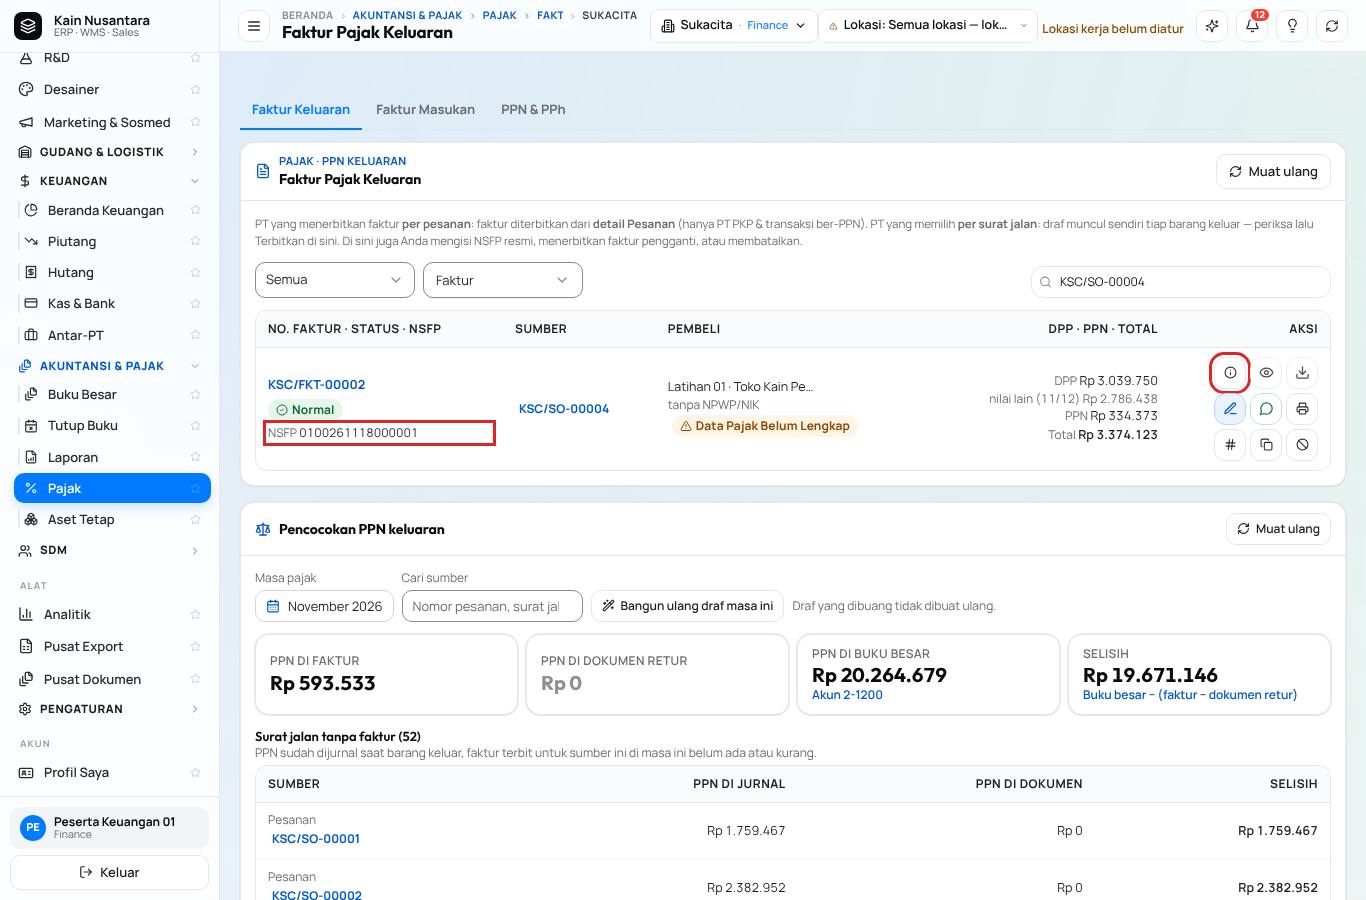 Kain Nusantara
ERP · WMS · Sales
R&D
Desainer
Marketing & Sosmed
GUDANG & LOGISTIK
KEUANGAN
Beranda Keuangan
Piutang
Hutang
Kas & Bank
Antar-PT
AKUNTANSI & PAJAK
Buku Besar
Tutup Buku
Laporan
Pajak
Aset Tetap
SDM
ALAT
Analitik
Pusat Export
Pusat Dokumen
PENGATURAN
AKUN
Profil Saya
PE
Peserta Keuangan 01
Finance
Keluar
BERANDA › AKUNTANSI & PAJAK › PAJAK › FAKT › SUKACITA
Faktur Pajak Keluaran
Sukacita · Finance
Lokasi: Semua lokasi — lok...
Lokasi kerja belum diatur
12
Faktur Keluaran
Faktur Masukan
PPN & PPh
PAJAK · PPN KELUARAN
Faktur Pajak Keluaran
Muat ulang
PT yang menerbitkan faktur per pesanan: faktur diterbitkan dari detail Pesanan (hanya PT PKP & transaksi ber-PPN). PT yang memilih per surat jalan: draf muncul sendiri tiap barang keluar — periksa lalu
Terbitkan di sini. Di sini juga Anda mengisi NSFP resmi, menerbitkan faktur pengganti, atau membatalkan.
Semua
Faktur
KSC/SO-00004
NO. FAKTUR · STATUS · NSFP
SUMBER
PEMBELI
DPP · PPN · TOTAL
AKSI
KSC/FKT-00002
Normal
NSFP 0100261118000001
KSC/SO-00004
Latihan 01 · Toko Kain Pe...
tanpa NPWP/NIK
Data Pajak Belum Lengkap
DPP Rp 3.039.750
nilai lain (11/12) Rp 2.786.438
PPN Rp 334.373
Total Rp 3.374.123
Pencocokan PPN keluaran
Muat ulang
Masa pajak
Cari sumber
November 2026
Nomor pesanan, surat jal
Bangun ulang draf masa ini
Draf yang dibuang tidak dibuat ulang.
PPN DI FAKTUR
Rp 593.533
PPN DI DOKUMEN RETUR
Rp 0
PPN DI BUKU BESAR
Rp 20.264.679
Akun 2-1200
SELISIH
Rp 19.671.146
Buku besar − (faktur − dokumen retur)
Surat jalan tanpa faktur (52)
PPN sudah dijurnal saat barang keluar, faktur terbit untuk sumber ini di masa ini belum ada atau kurang.
SUMBER
PPN DI JURNAL
PPN DI DOKUMEN
SELISIH
Pesanan
KSC/SO-00001
Rp 1.759.467
Rp 0
Rp 1.759.467
Pesanan
KSC/SO-00002
Rp 2.382.952
Rp 0
Rp 2.382.952